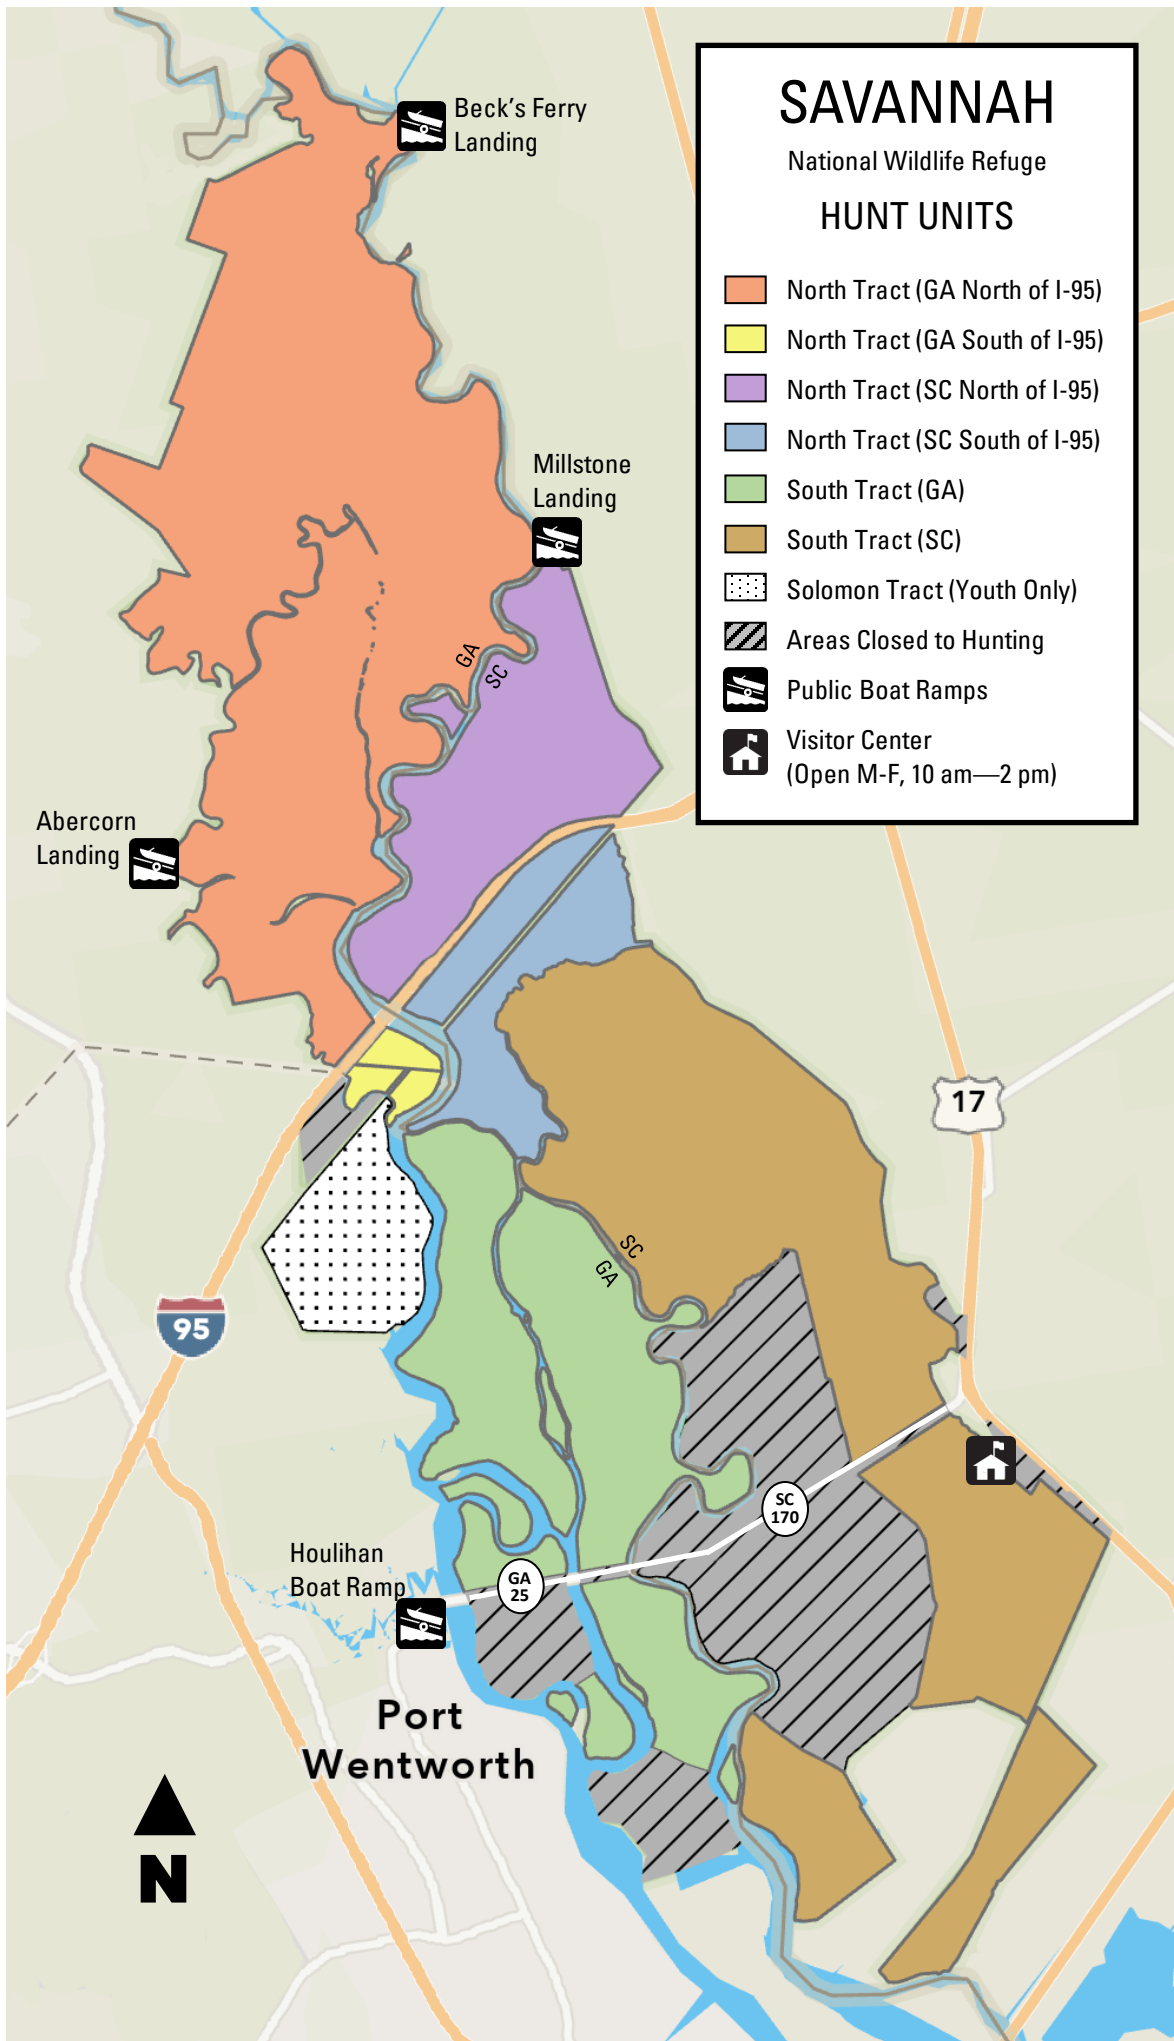 SAVANNAH
National Wildlife Refuge
HUNT UNITS
North Tract (GA North of I-95)
North Tract (GA South of I-95)
North Tract (SC North of I-95)
North Tract (SC South of I-95)
South Tract (GA)
South Tract (SC)
Solomon Tract (Youth Only)
Areas Closed to Hunting
Public Boat Ramps
Visitor Center
(Open M-F, 10 am—2 pm)
Beck's Ferry
Landing
Millstone
Landing
GA
SC
Abercorn
Landing
17
SC
GA
95
SC
170
Houlihan
Boat Ramp
GA
25
Port
Wentworth
N